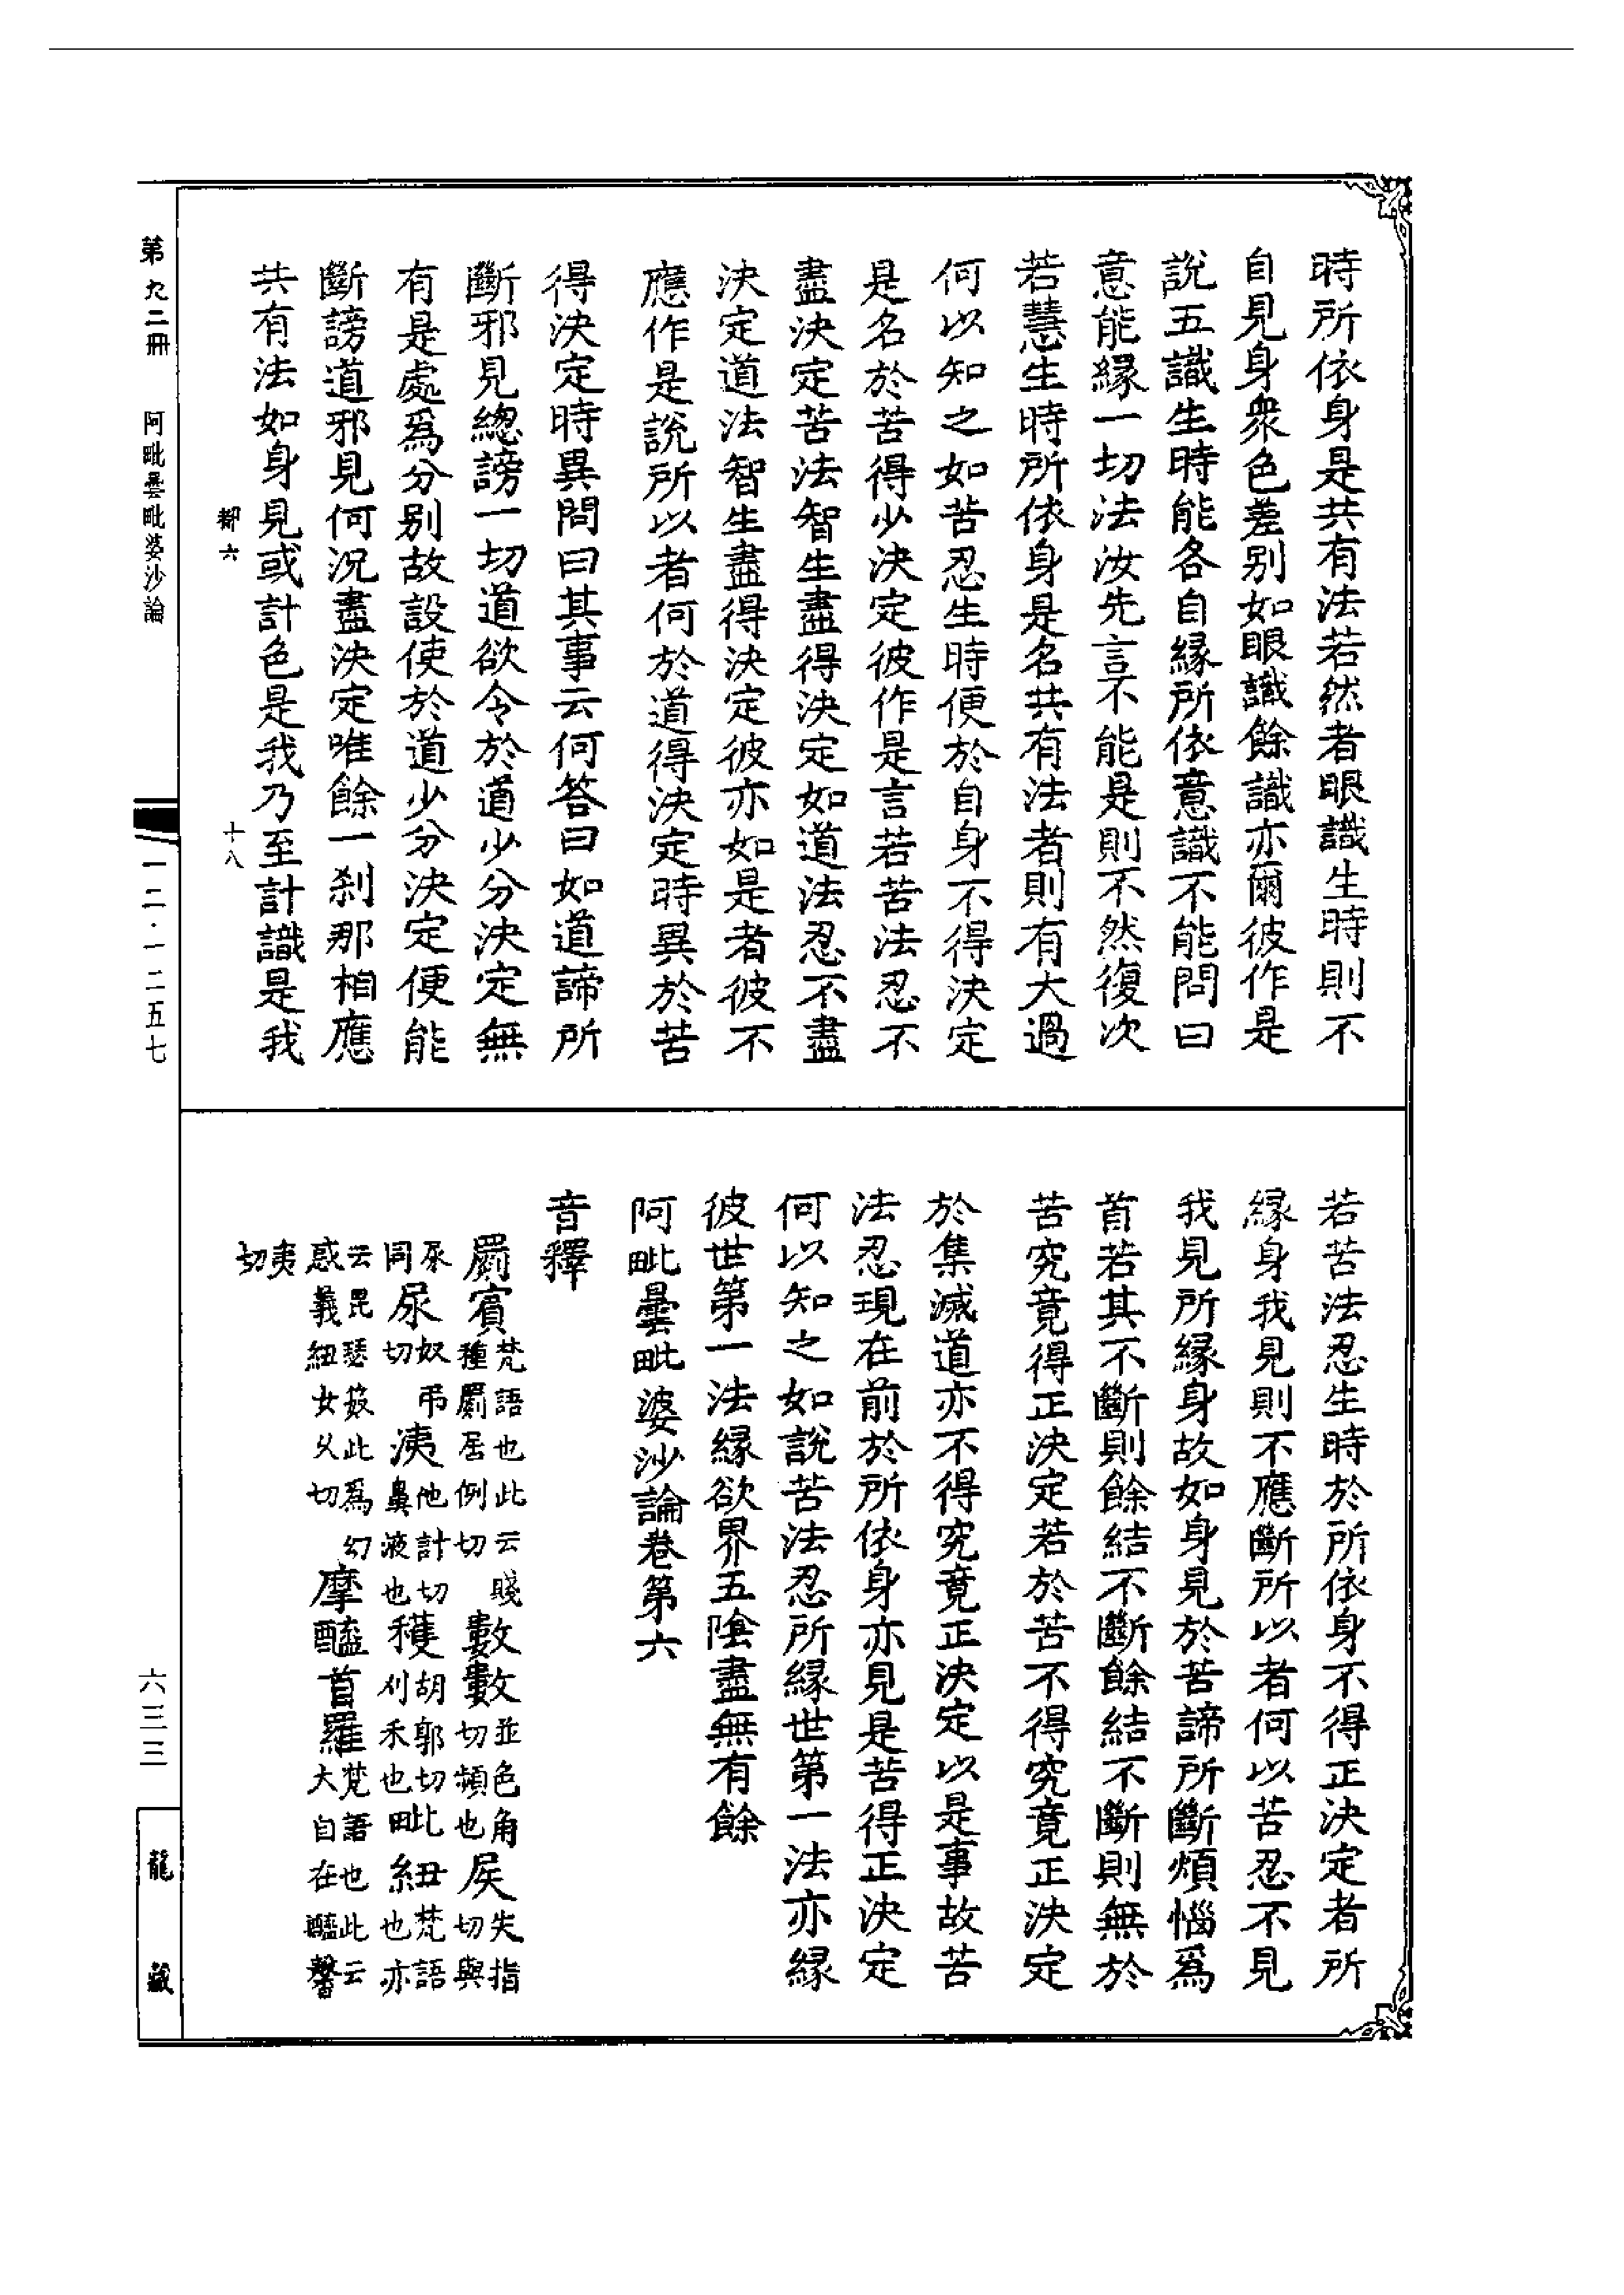 時所依身是共有法若然者眼識生時則不
自見身衆色差别如眼識餘識亦爾彼作是
說五識生時能各自緣所依意識不能問曰
意能緣一切法汝先言不能是則不然復次
若慧生時所依身是名共有法者則有大過
何以知之如苦忍生時便於自身不得決定
是名於苦得少決定彼作是言若苦法忍不
盡決定苦法智生盡得決定如道法忍不盡
決定道法智生盡得決定彼亦如是者彼不
應作是說所以者何於道得決定時異於苦
得決定時異問曰其事云何答曰如道諦所
斷邪見總謗一切道欲令於道少分決定無
有是處爲分别故設使於道少分決定便能
斷謗道邪見何況盡決定唯餘一刹那相應
共有法如身見或計色是我乃至計識是我
都六 十八
若苦法忍生時於所依身不得正決定者所
緣身我見則不應斷所以者何以苦忍不見
我見所緣身故如身見於苦諦所斷煩惱爲
首若其不斷則餘結不斷餘結不斷則無於
苦究竟得正決定若於苦不得究竟正決定
於集滅道亦不得究竟正決定以是事故苦
法忍現在前於所依身亦見是苦得正決定
何以知之如說苦法忍所緣世第一法亦緣
彼世第一法緣欲界五陰盡無有餘
阿毗曇毗婆沙論卷第六
音釋
罽賓梵語也此云賤種罽居例切 數數並色角切頻也 屎失指切與
𡱁同 尿奴弔切 洟他計切鼻液也 穫胡郭切刈禾也 毗紐梵語也亦
云毘瑟笯此爲幻惑義紐女久切 摩醯首羅梵語也此云大自在醯馨
夷切
第九二冊 阿毗曇毗婆沙論
一二·一二五七
六三三
龍藏